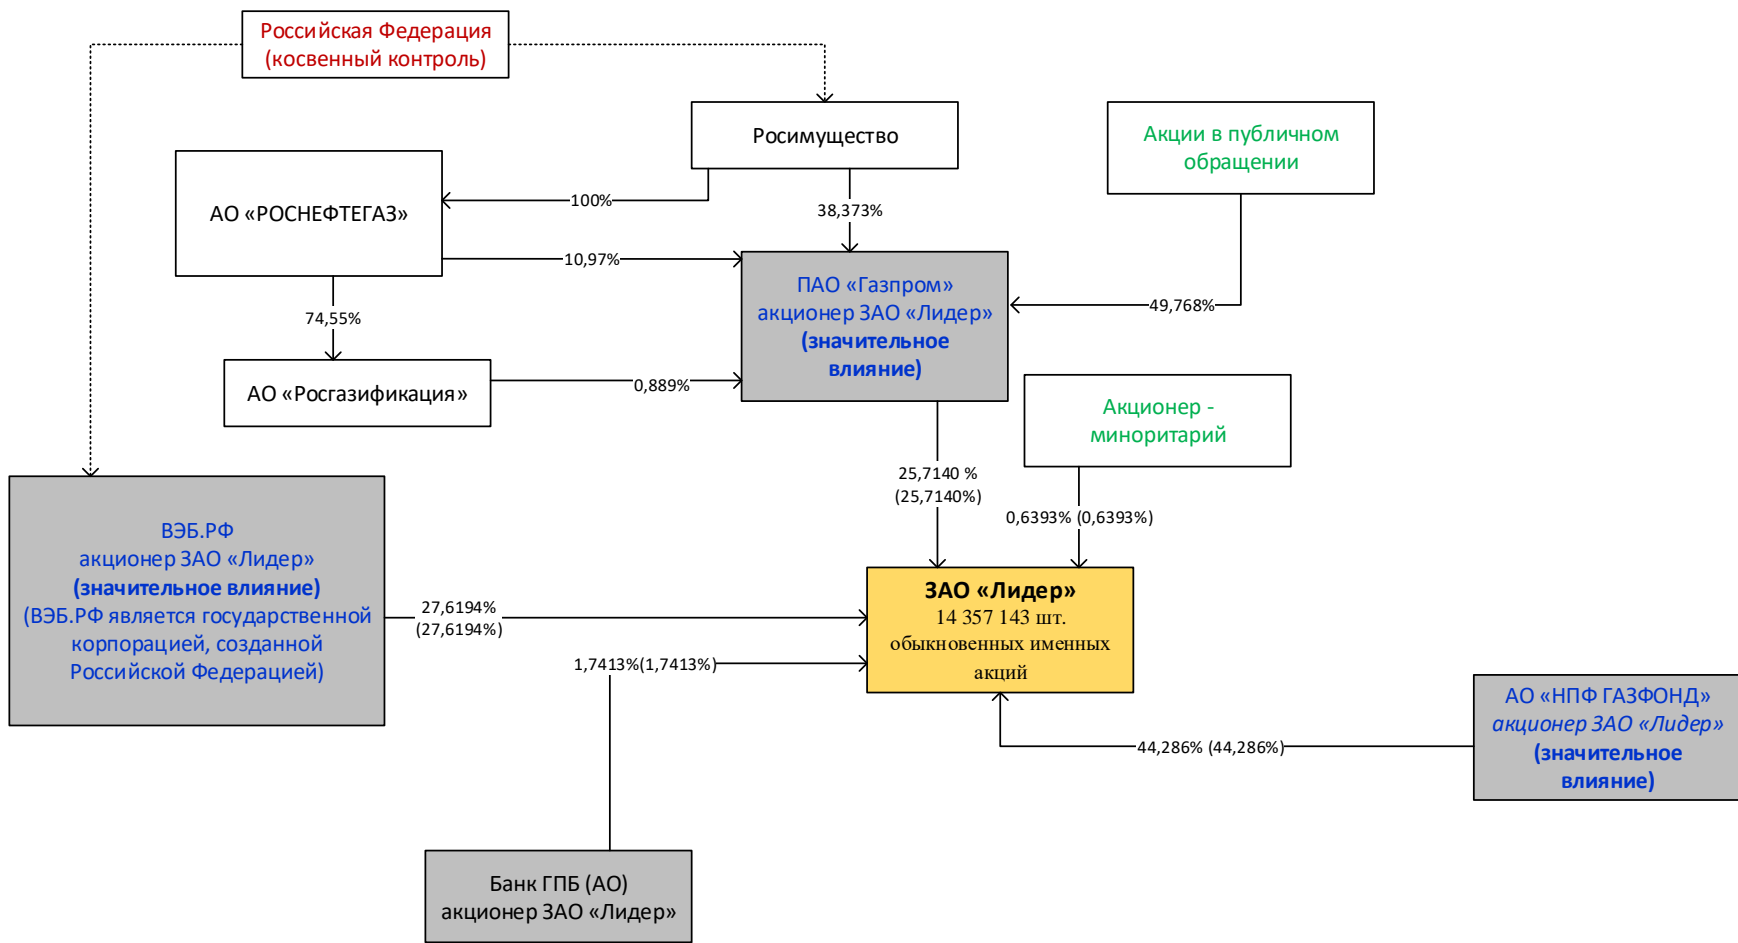 Российская Федерация
(косвенный контроль)
Росимущество
Акции в публичном
обращении
АО «РОСНЕФТЕГАЗ»
100%
38,373%
10,97%
ПАО «Газпром»
акционер ЗАО «Лидер»
(значительное
влияние)
49,768%
74,55%
АО «Росгазификация»
0,889%
Акционер -
миноритарий
25,7140 %
(25,7140%)
0,6393% (0,6393%)
ВЭБ.РФ
акционер ЗАО «Лидер»
(значительное влияние)
(ВЭБ.РФ является государственной
корпорацией, созданной
Российской Федерацией)
27,6194%
(27,6194%)
ЗАО «Лидер»
14 357 143 шт.
обыкновенных именных
акций
1,7413%(1,7413%)
АО «НПФ ГАЗФОНД»
акционер ЗАО «Лидер»
(значительное
влияние)
44,286% (44,286%)
Банк ГПБ (АО)
акционер ЗАО «Лидер»